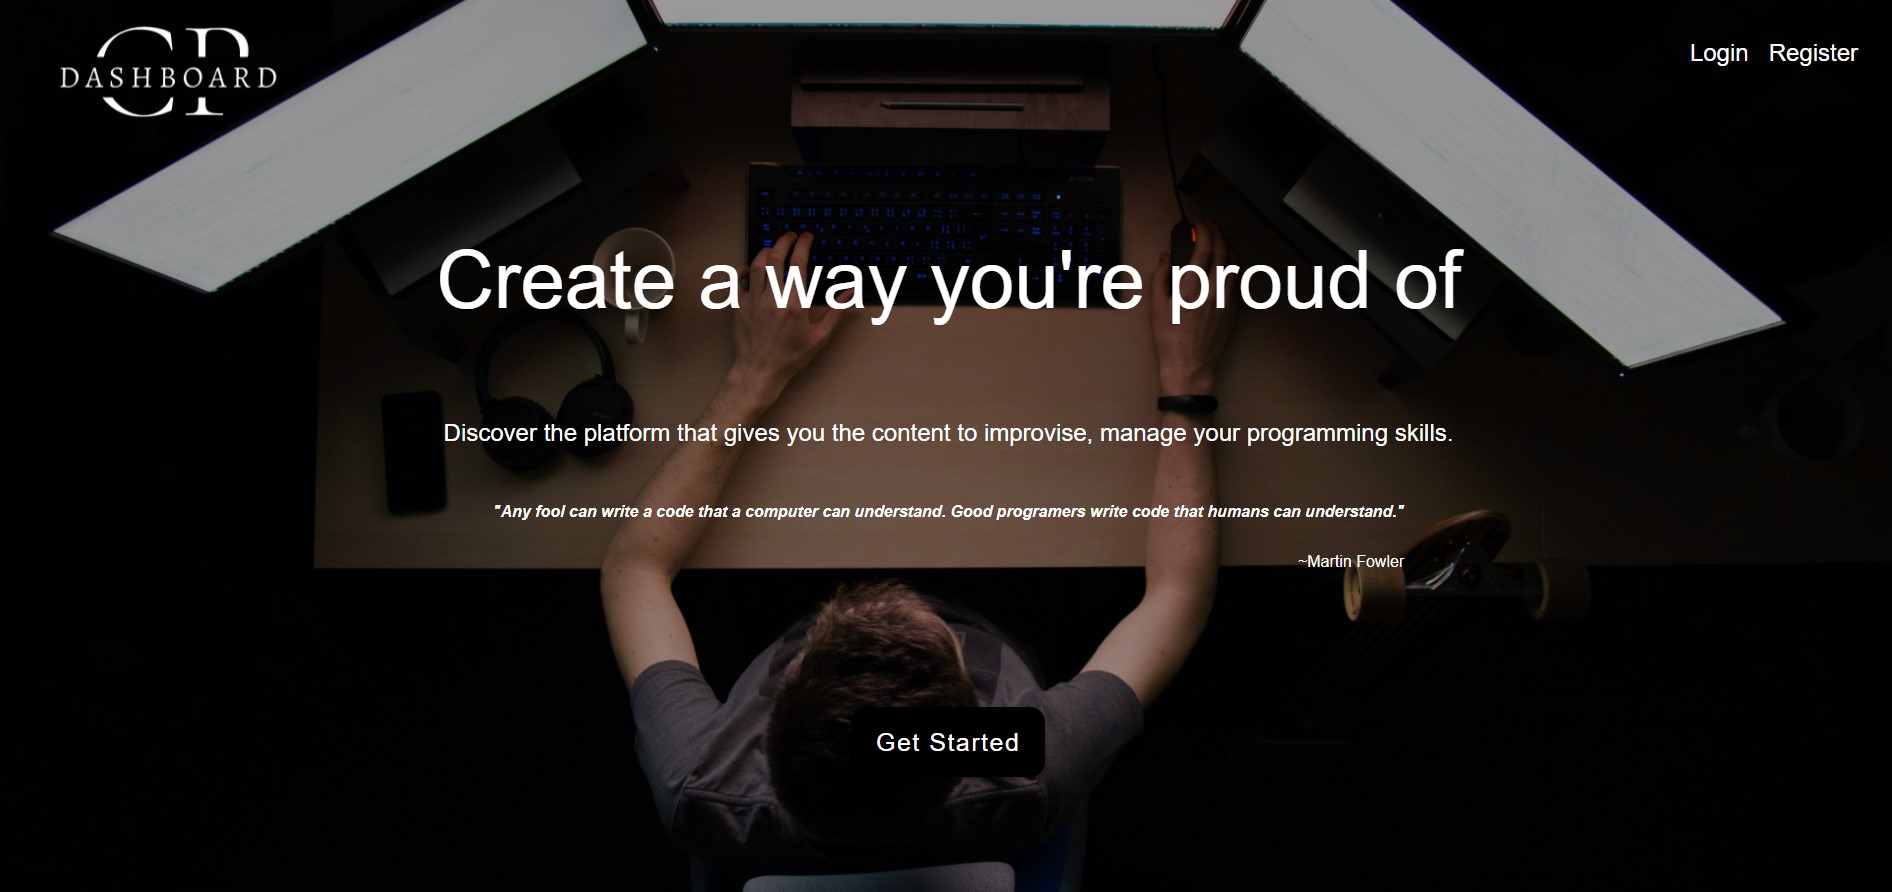 CP
DASHBOARD
Login Register
Create a way you're proud of
Discover the platform that gives you the content to improvise, manage your programming skills.
"Any fool can write a code that a computer can understand. Good programers write code that humans can understand."
~Martin Fowler
Get Started